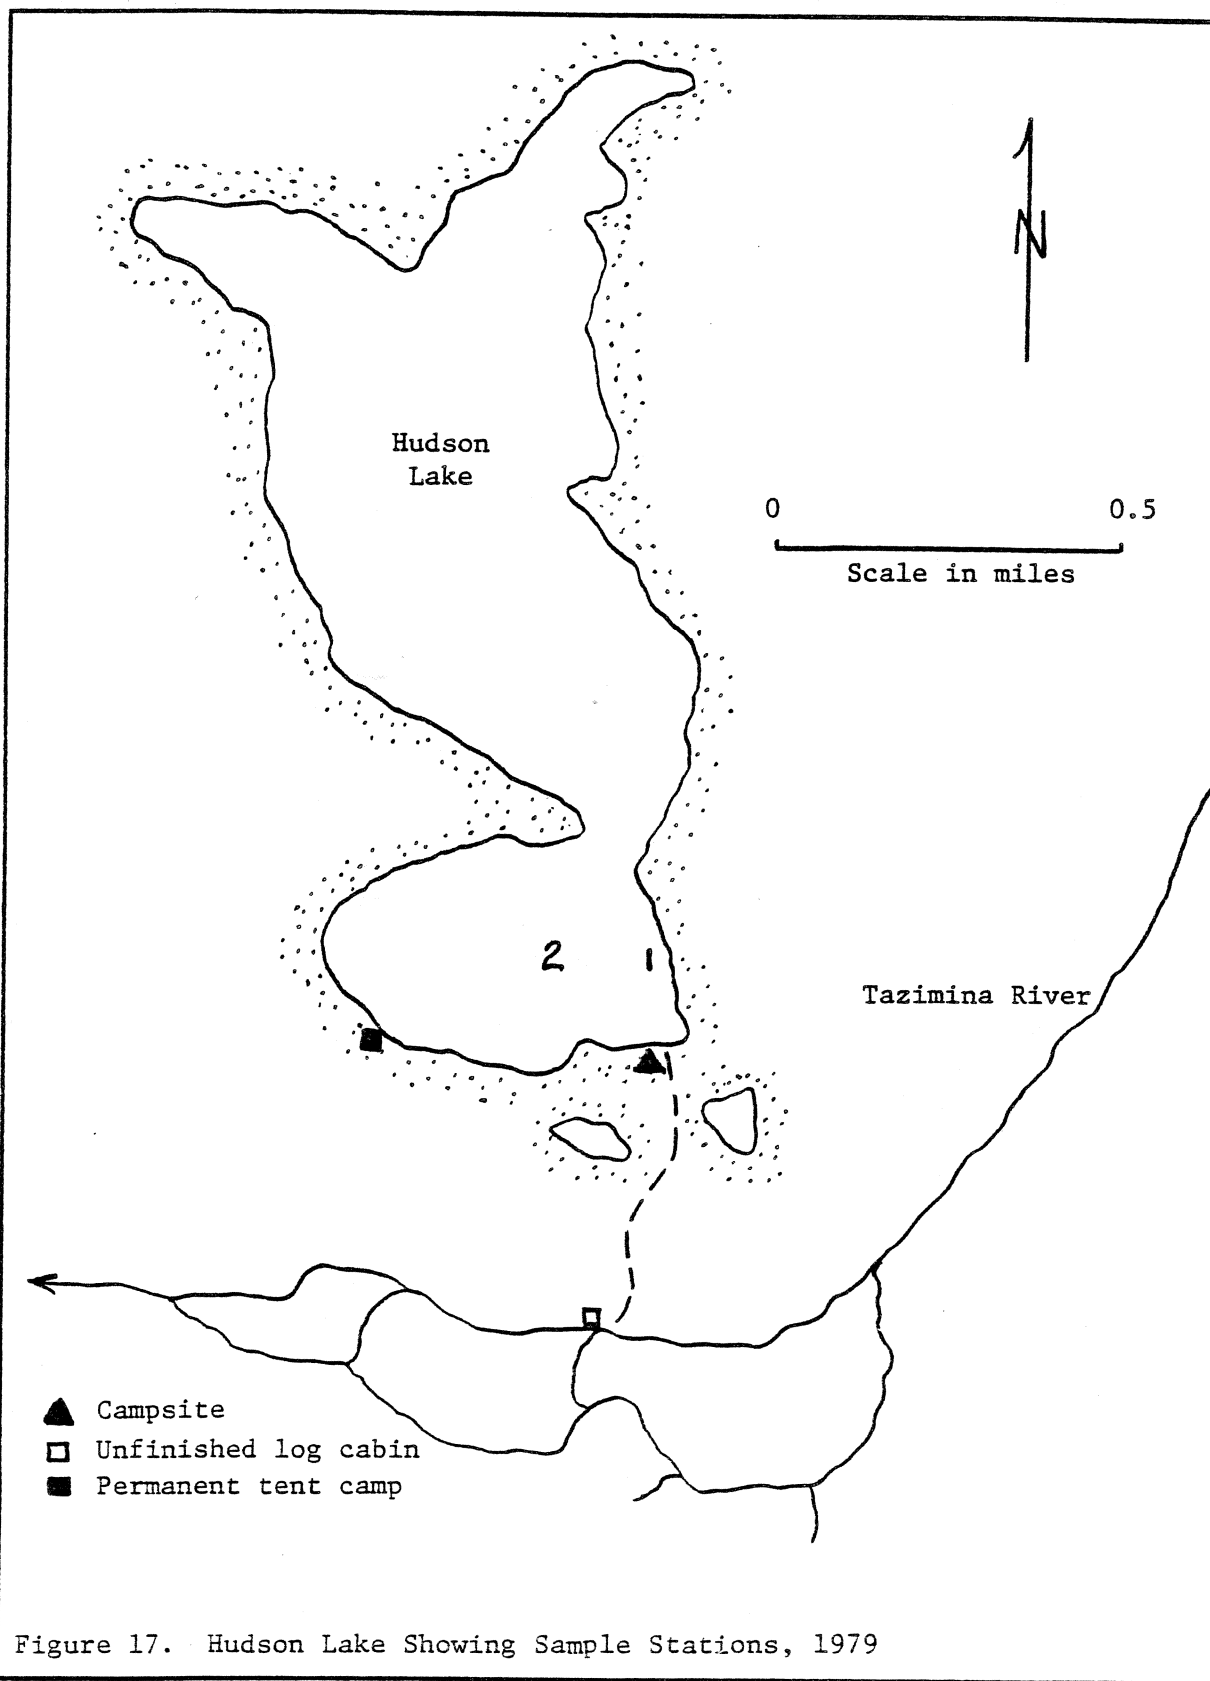 N
Hudson
Lake
0 0.5
Scale in miles
2 1
Tazimina River
Campsite
Unfinished log cabin
Permanent tent camp
Figure 17. Hudson Lake Showing Sample Stations, 1979